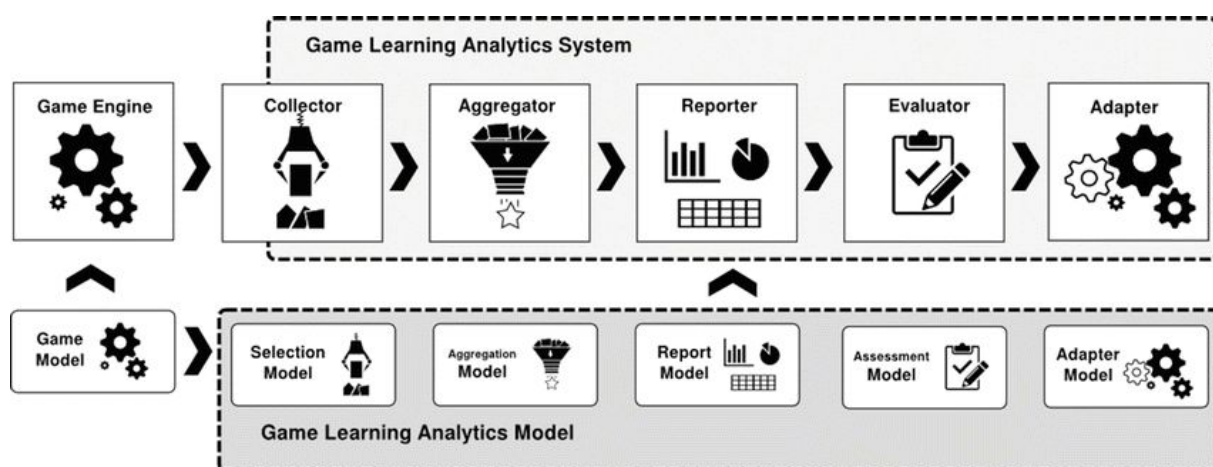 Game Learning Analytics System
Game Engine
Collector
Aggregator
Reporter
Evaluator
Adapter
Game
Model
Selection
Model
Aggregation
Model
Report
Model
Assessment
Model
Adapter
Model
Game Learning Analytics Model